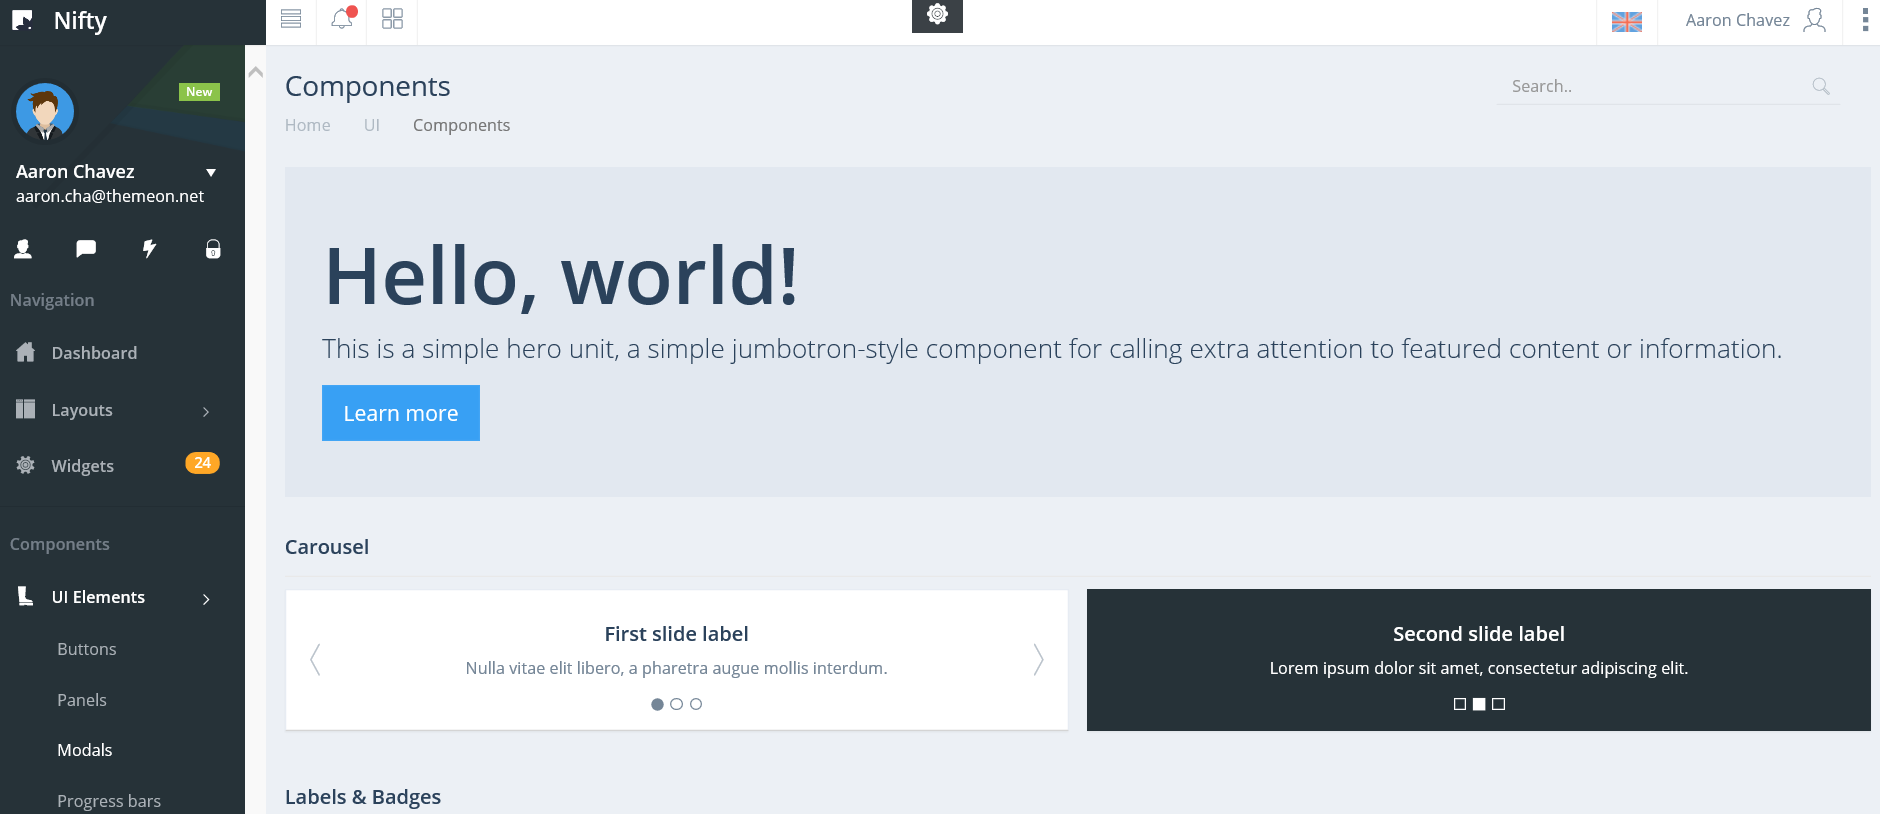 Nifty
Aaron Chavez
New
Aaron Chavez
aaron.cha@themeon.net
Navigation
Dashboard
Layouts
Widgets 24
Components
UI Elements
Buttons
Panels
Modals
Progress bars
Components
Search..
Home UI Components
Hello, world!
This is a simple hero unit, a simple jumbotron-style component for calling extra attention to featured content or information.
Learn more
Carousel
First slide label
Nulla vitae elit libero, a pharetra augue mollis interdum.
Second slide label
Lorem ipsum dolor sit amet, consectetur adipiscing elit.
Labels & Badges